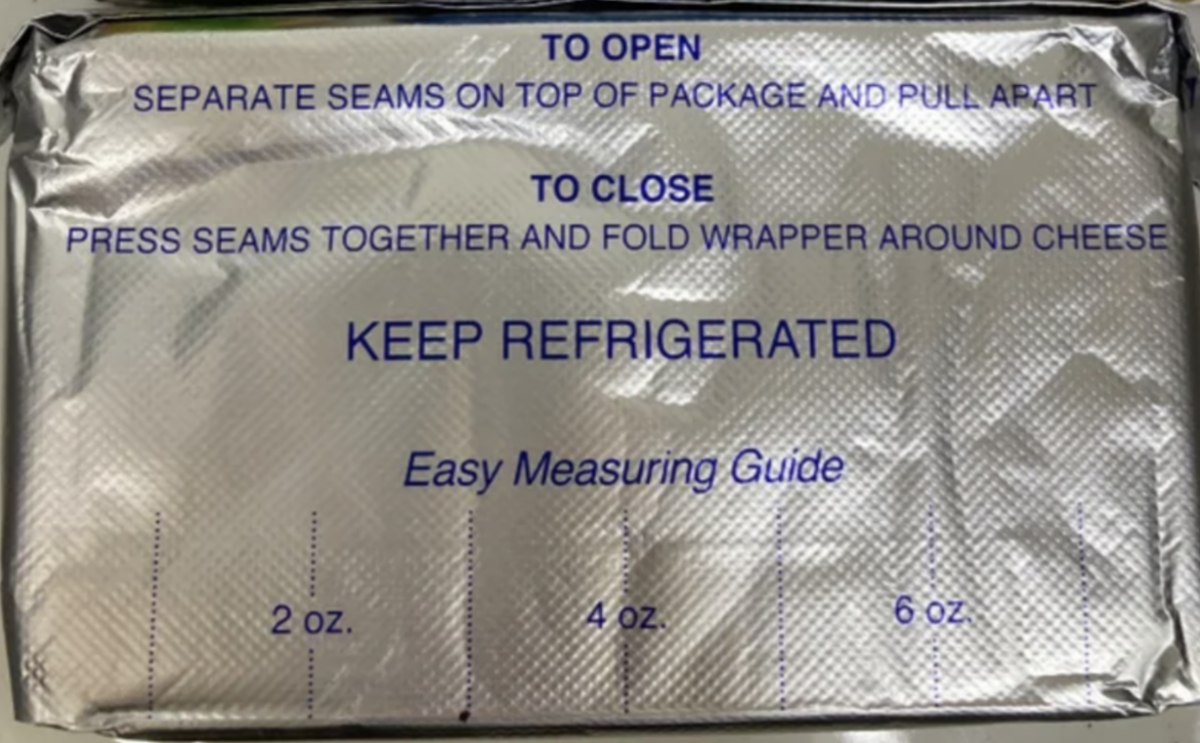 TO OPEN
SEPARATE SEAMS ON TOP OF PACKAGE AND PULL APART
TO CLOSE
PRESS SEAMS TOGETHER AND FOLD WRAPPER AROUND CHEESE
KEEP REFRIGERATED
Easy Measuring Guide
2 oz. 4 oz. 6 oz.